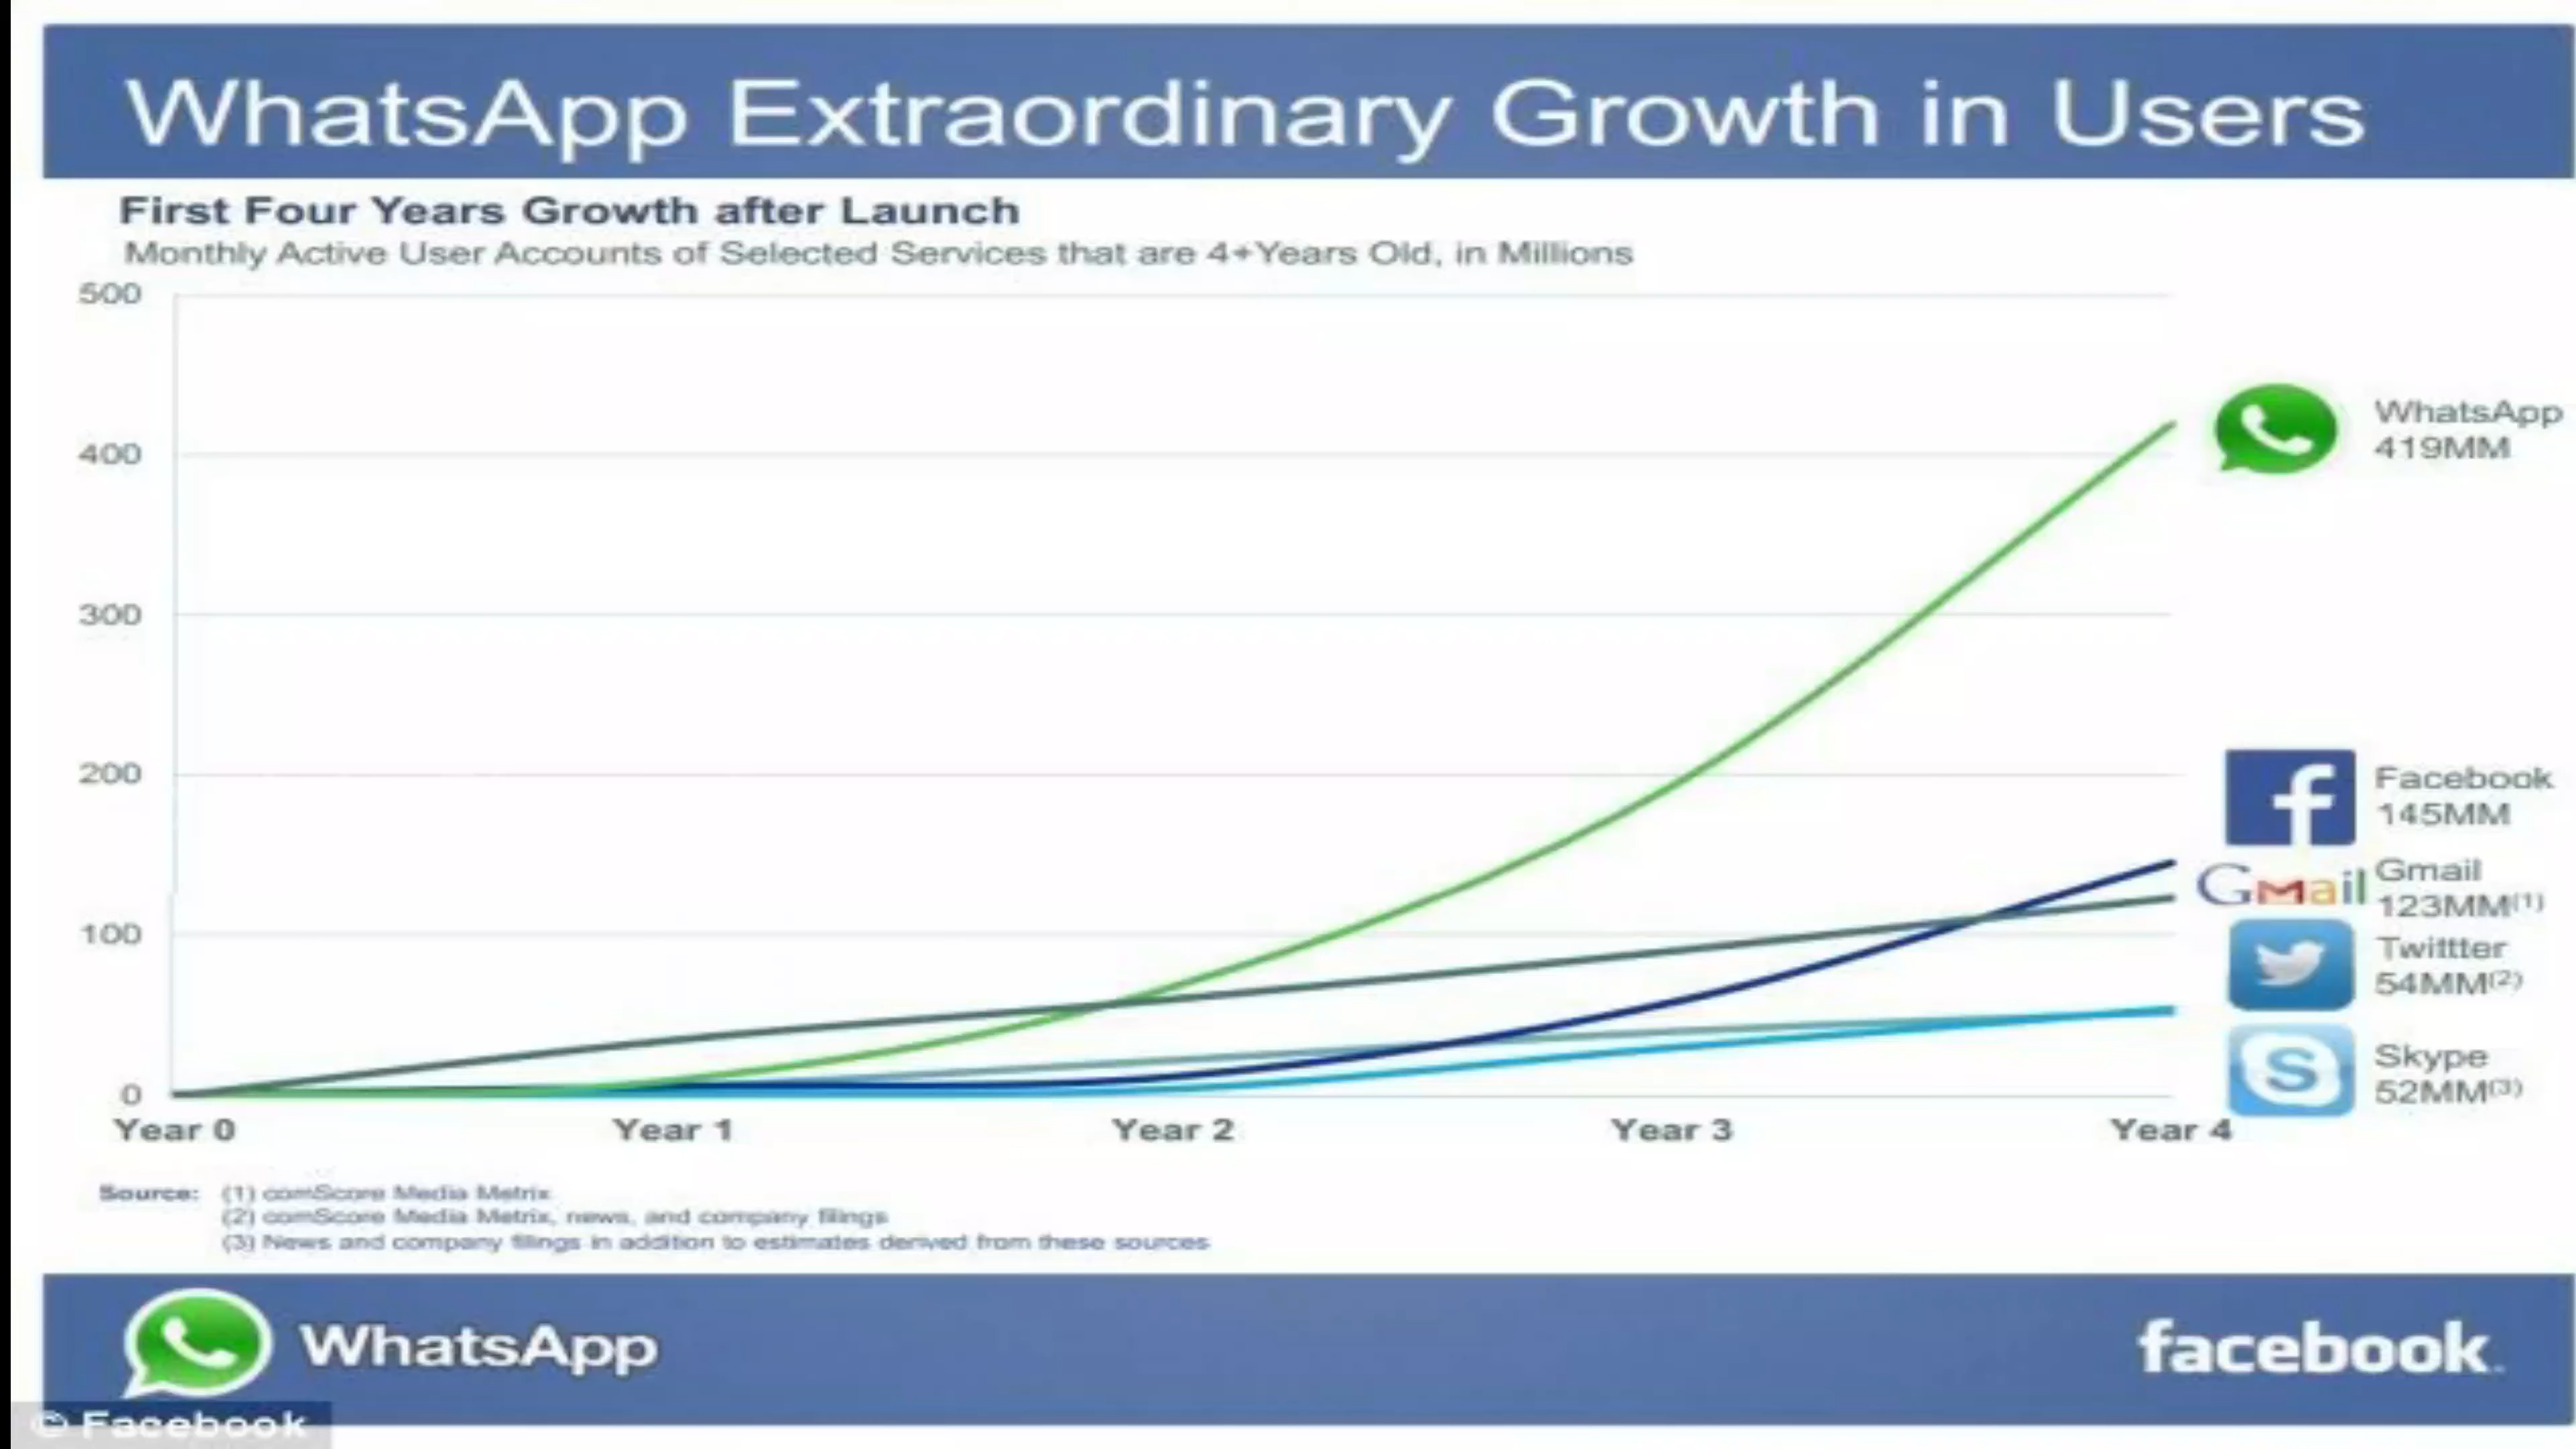 WhatsApp Extraordinary Growth in Users
First Four Years Growth after Launch
Monthly Active User Accounts of Selected Services that are 4+Years Old, in Millions
500
400
300
200
100
0
Year 0 Year 1 Year 2 Year 3 Year 4
WhatsApp
419MM
Facebook
145MM
GMail
Gmail
123MM(1)
Twittter
54MM(2)
Skype
52MM(3)
Source: (1) comScore Media Metrix
(2) comScore Media Metrix, news, and company filings
(3) News and company filings in addition to estimates derived from these sources
WhatsApp
facebook
© Facebook